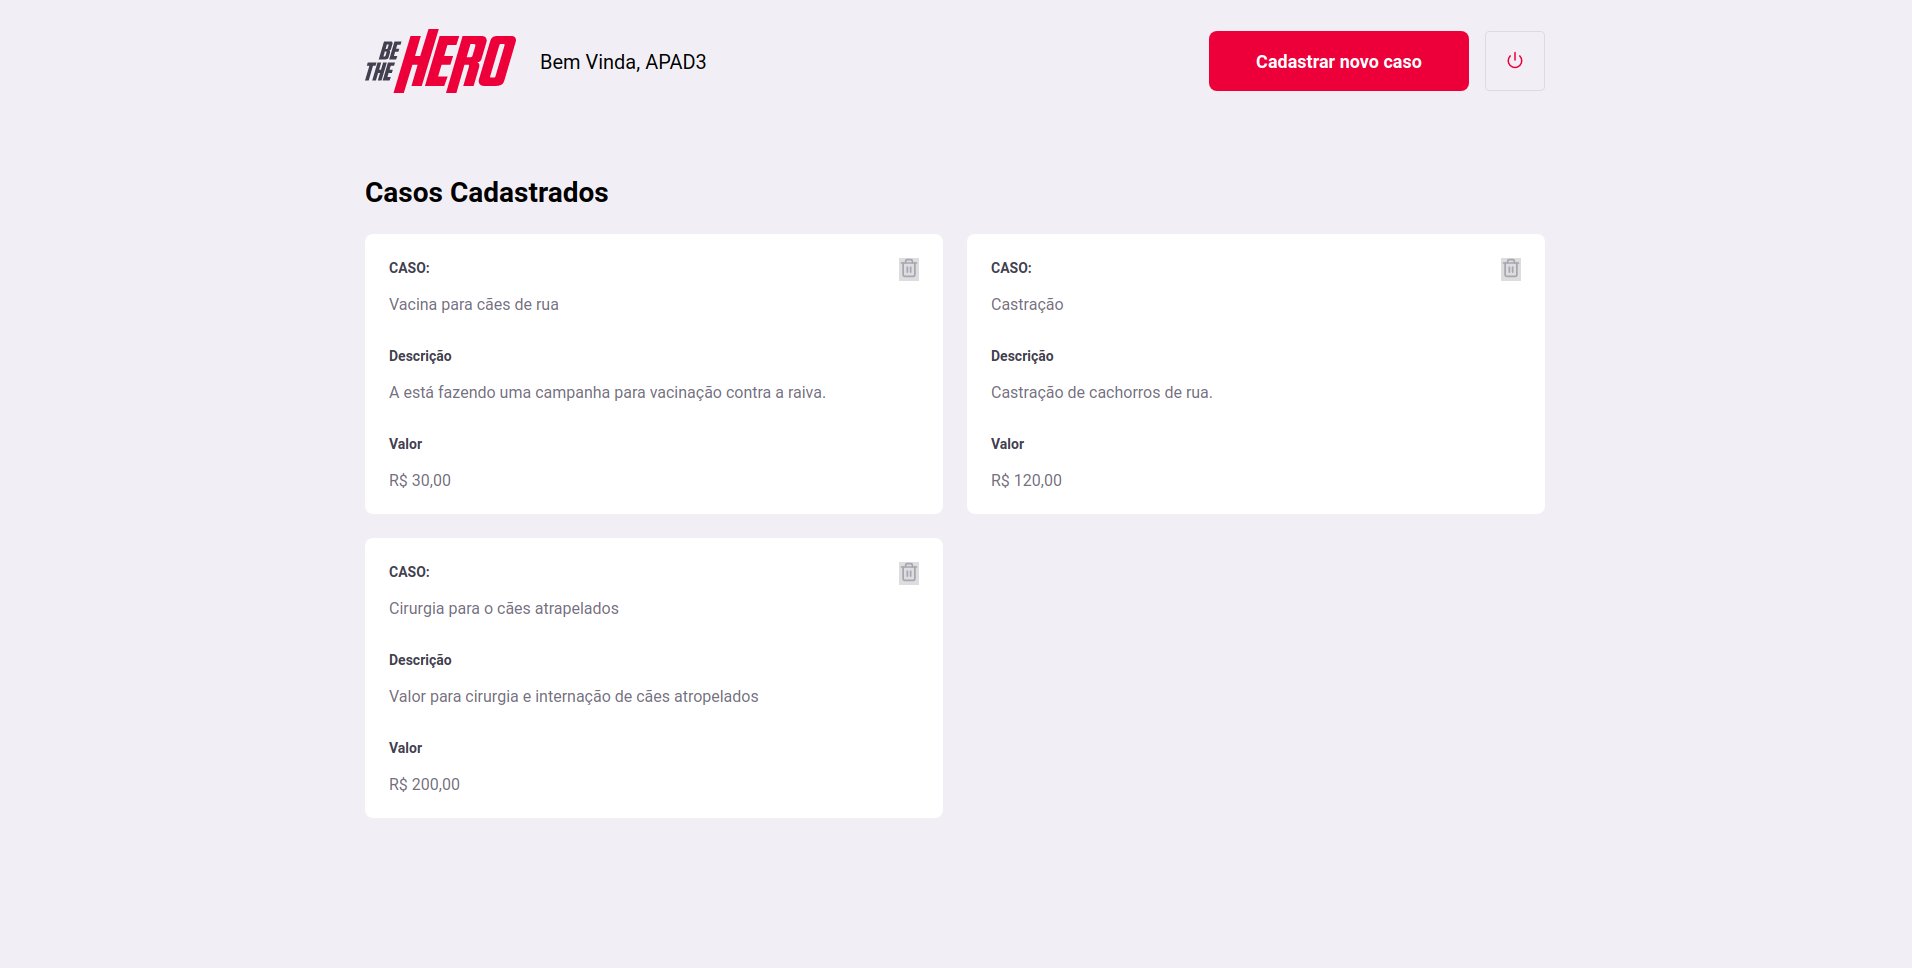 BE THE HERO
Bem Vinda, APAD3
Cadastrar novo caso
Casos Cadastrados
CASO:
Vacina para cães de rua
Descrição
A está fazendo uma campanha para vacinação contra a raiva.
Valor
R$ 30,00
CASO:
Castração
Descrição
Castração de cachorros de rua.
Valor
R$ 120,00
CASO:
Cirurgia para o cães atrapelados
Descrição
Valor para cirurgia e internação de cães atropelados
Valor
R$ 200,00